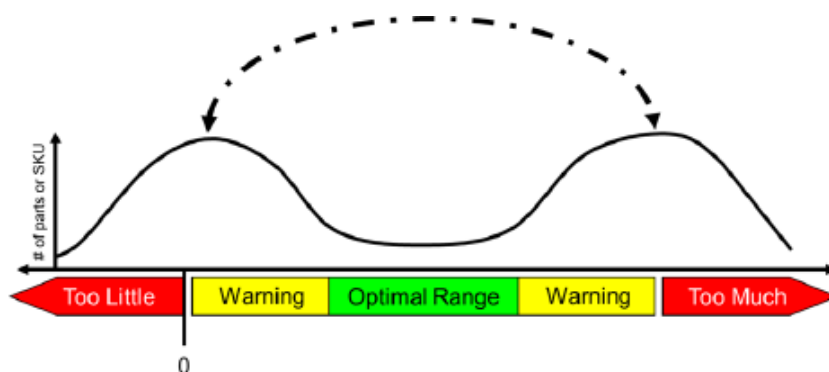 # of parts or SKU
Too Little
Warning
Optimal Range
Warning
Too Much
0